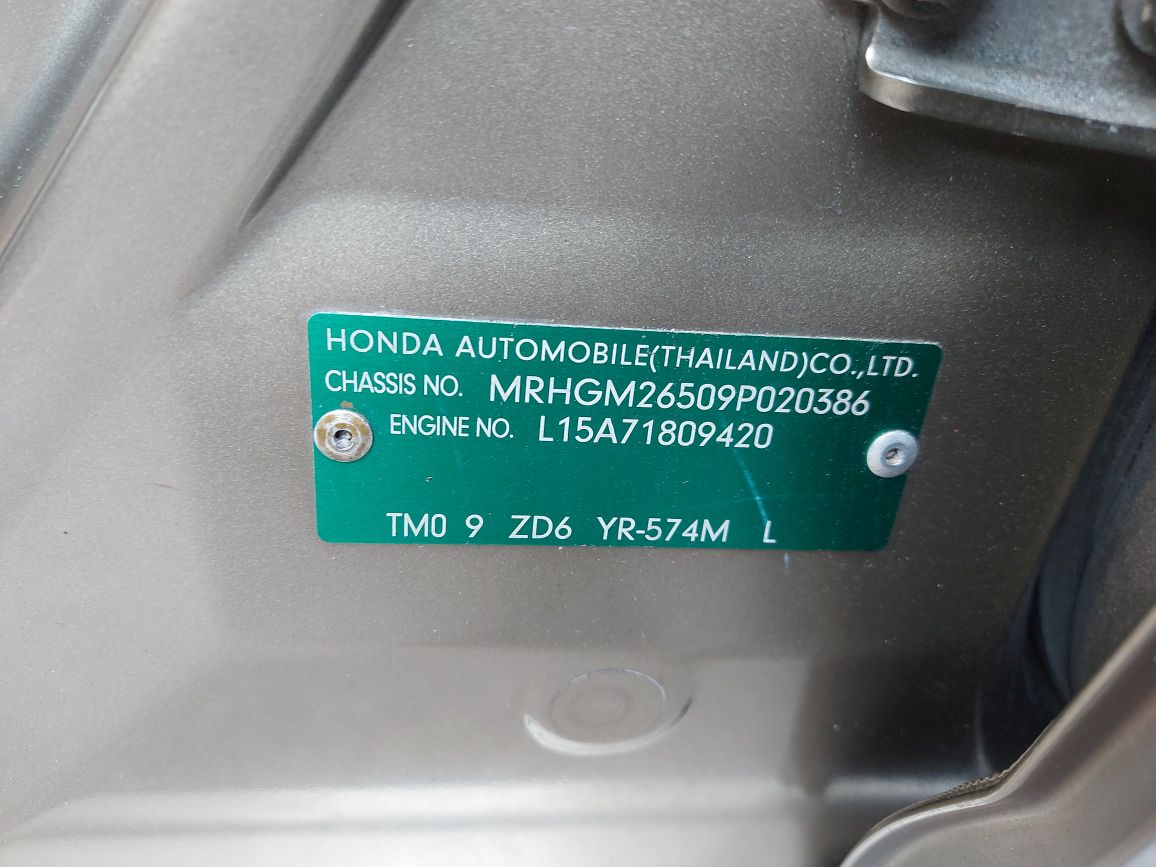 HONDA AUTOMOBILE(THAILAND)CO.,LTD.
CHASSIS NO. MRHGM26509P020386
ENGINE NO. L15A71809420
TM0 9 ZD6 YR-574M L